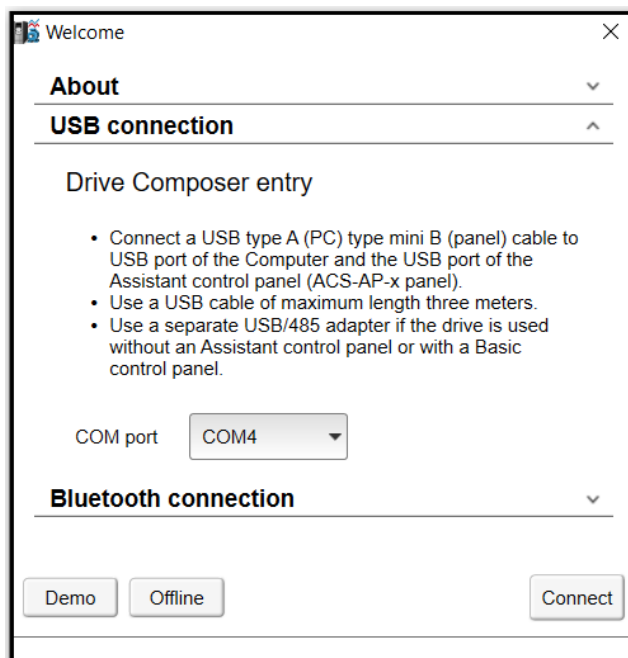 Welcome
About
USB connection
Drive Composer entry
• Connect a USB type A (PC) type mini B (panel) cable to
USB port of the Computer and the USB port of the
Assistant control panel (ACS-AP-x panel).
• Use a USB cable of maximum length three meters.
• Use a separate USB/485 adapter if the drive is used
without an Assistant control panel or with a Basic
control panel.
COM port COM4
Bluetooth connection
Demo Offline Connect